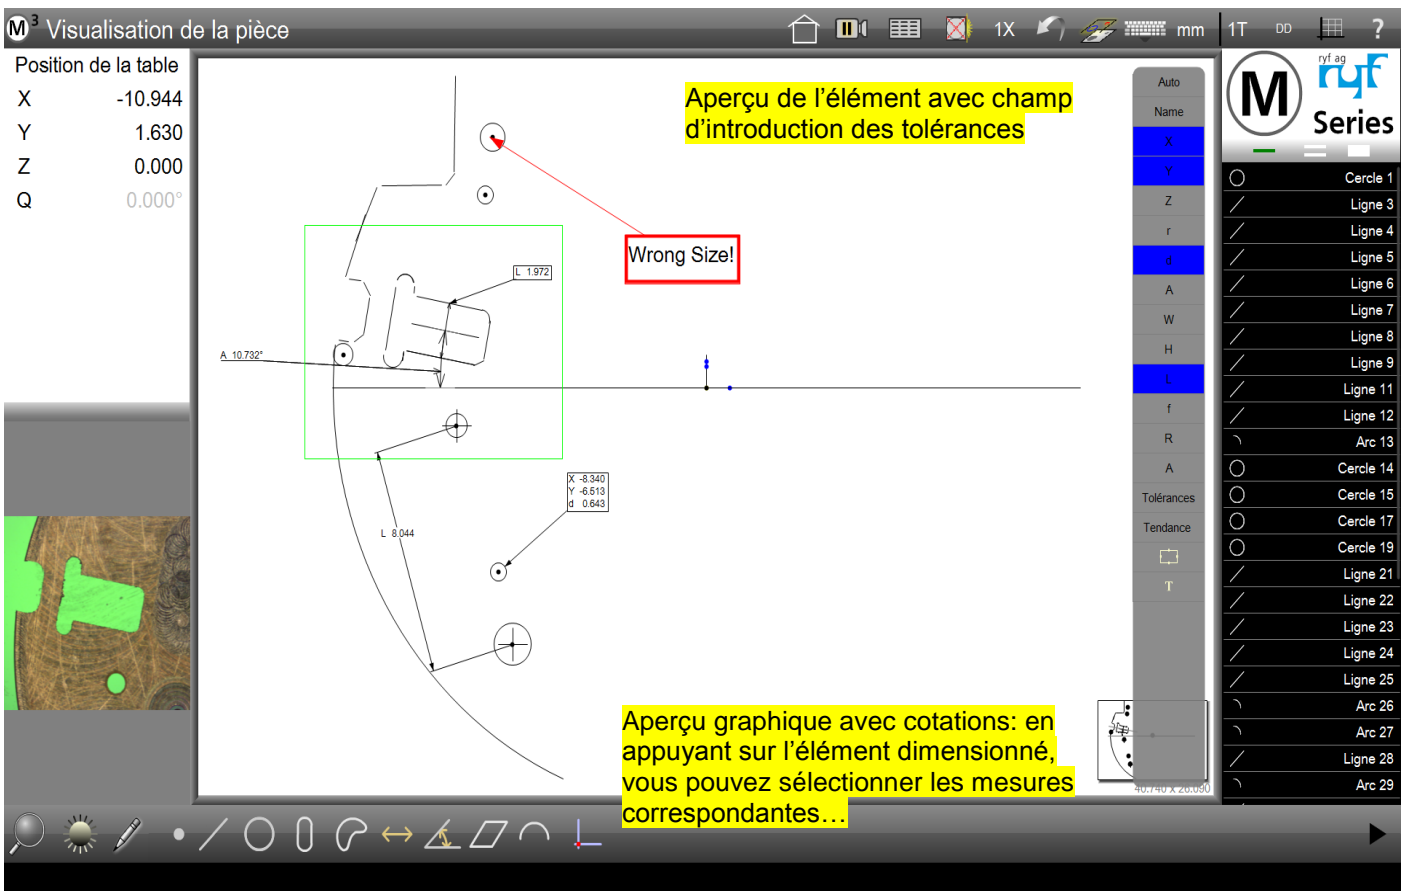 M3 Visualisation de la pièce
1X
mm
1T
DD
?
Position de la table
X -10.944
Y 1.630
Z 0.000
Q 0.000°
Aperçu de l’élément avec champ
d’introduction des tolérances
Wrong Size!
L 1.972
A 10.732°
X -8.340
Y -6.513
d 0.643
L 8.044
Aperçu graphique avec cotations: en
appuyant sur l’élément dimensionné,
vous pouvez sélectionner les mesures
correspondantes…
Auto
Name
X
Y
Z
r
d
A
W
H
L
f
R
A
Tolérances
Tendance
T
40.740 x 26.090
M
ryf ag
ryf
Series
Cercle 1
Ligne 3
Ligne 4
Ligne 5
Ligne 6
Ligne 7
Ligne 8
Ligne 9
Ligne 11
Ligne 12
Arc 13
Cercle 14
Cercle 15
Cercle 17
Cercle 19
Ligne 21
Ligne 22
Ligne 23
Ligne 24
Ligne 25
Arc 26
Arc 27
Ligne 28
Arc 29